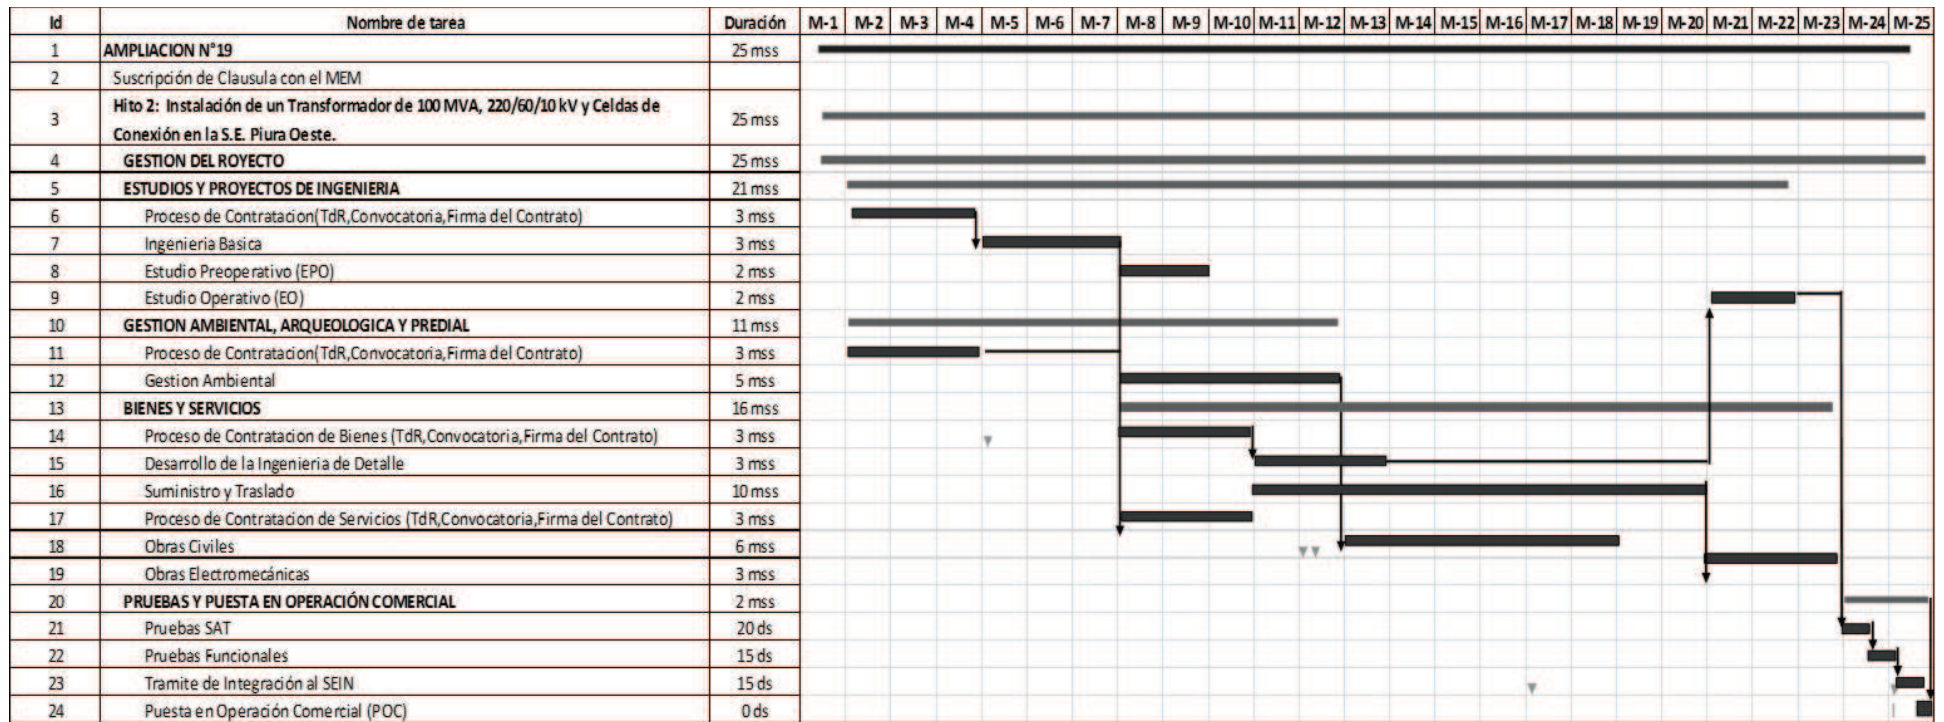 Id Nombre de tarea Duración M-1 M-2 M-3 M-4 M-5 M-6 M-7 M-8 M-9 M-10 M-11 M-12 M-13 M-14 M-15 M-16 M-17 M-18 M-19 M-20 M-21 M-22 M-23 M-24 M-25
1 AMPLIACION N°19 25 mss
2 Suscripción de Clausula con el MEM
3 Hito 2: Instalación de un Transformador de 100 MVA, 220/60/10 kV y Celdas de 25 mss
Conexión en la S.E. Piura Oeste.
4 GESTION DEL ROYECTO 25 mss
5 ESTUDIOS Y PROYECTOS DE INGENIERIA 21 mss
6 Proceso de Contratacion(TdR,Convocatoria,Firma del Contrato) 3 mss
7 Ingenieria Basica 3 mss
8 Estudio Preoperativo (EPO) 2 mss
9 Estudio Operativo (EO) 2 mss
10 GESTION AMBIENTAL, ARQUEOLOGICA Y PREDIAL 11 mss
11 Proceso de Contratacion(TdR,Convocatoria,Firma del Contrato) 3 mss
12 Gestion Ambiental 5 mss
13 BIENES Y SERVICIOS 16 mss
14 Proceso de Contratacion de Bienes (TdR,Convocatoria,Firma del Contrato) 3 mss
15 Desarrollo de la Ingenieria de Detalle 3 mss
16 Suministro y Traslado 10 mss
17 Proceso de Contratacion de Servicios (TdR,Convocatoria,Firma del Contrato) 3 mss
18 Obras Civiles 6 mss
19 Obras Electromecánicas 3 mss
20 PRUEBAS Y PUESTA EN OPERACIÓN COMERCIAL 2 mss
21 Pruebas SAT 20 ds
22 Pruebas Funcionales 15 ds
23 Tramite de Integración al SEIN 15 ds
24 Puesta en Operación Comercial (POC) 0 ds